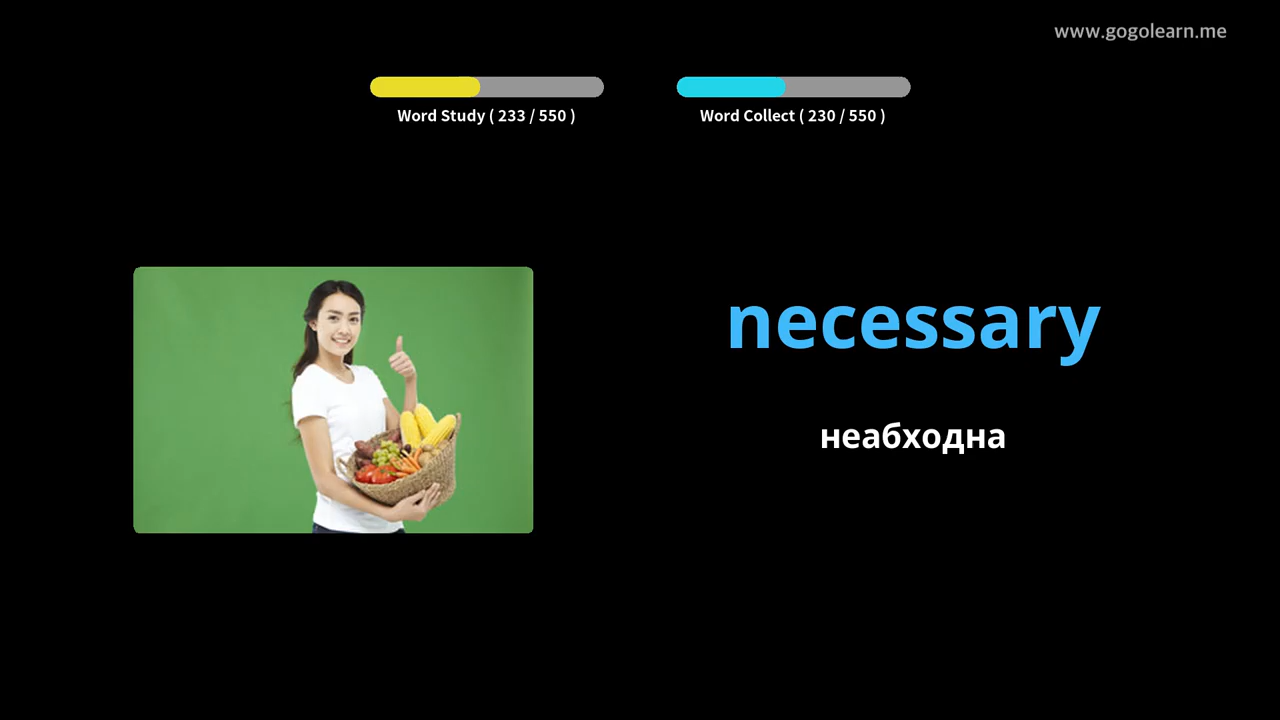 www.gogolearn.me
Word Study ( 233 / 550 )
Word Collect ( 230 / 550 )
necessary
неабходна